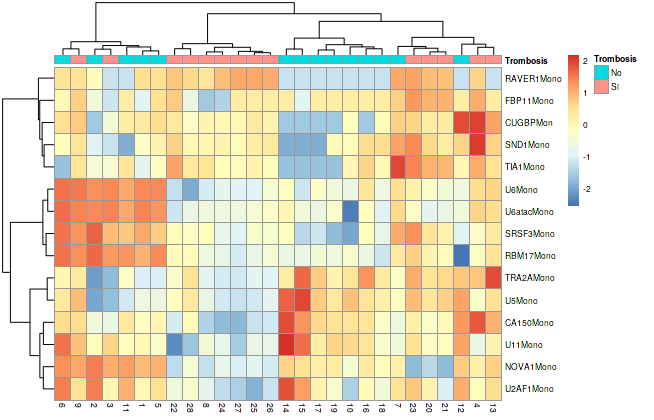 Trombosis
Trombosis
No
SI
2
1
0
-1
-2
RAVER1Mono
FBP11Mono
CUGBPMon
SND1Mono
TIA1Mono
U6Mono
U6atacMono
SRSF3Mono
RBM17Mono
TRA2AMono
U5Mono
CA150Mono
U11Mono
NOVA1Mono
U2AF1Mono
6 9 2 3 11 1 5 22 28 8 24 27 25 26 14 15 17 19 10 16 18 7 23 20 21 12 4 13